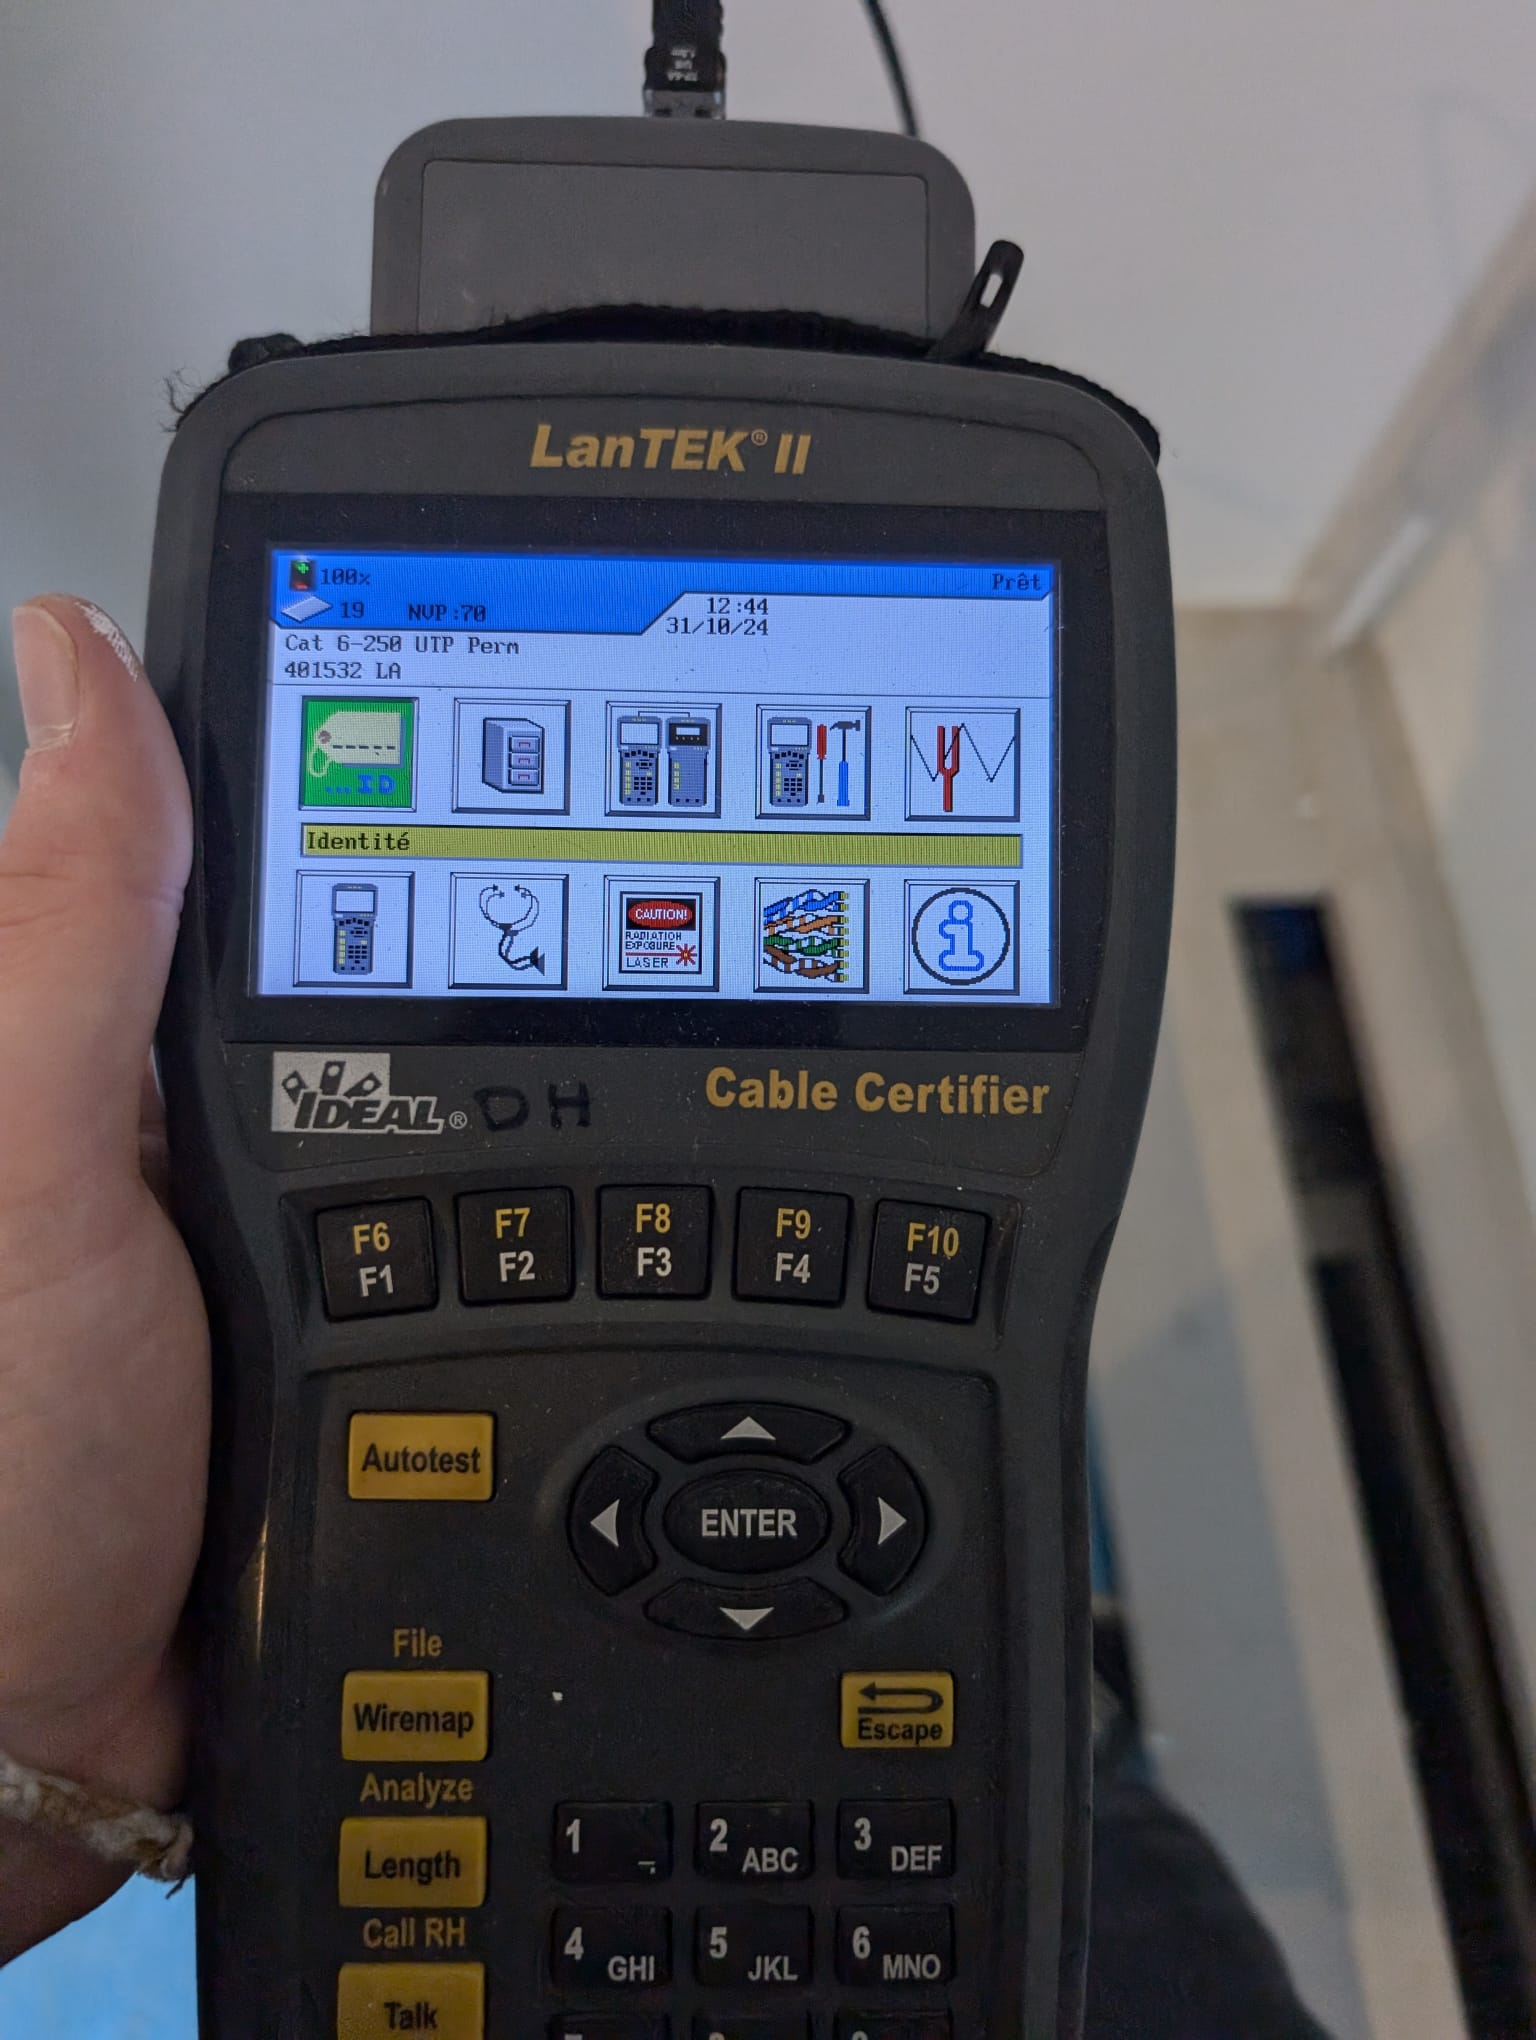 LanTEK® II
100%
Prêt
19 NVP:70
12:44
31/10/24
Cat 6-250 UTP Perm
401532 LA
...ID
Identité
CAUTION!
RADIATION
EXPOSURE
LASER
IDEAL® DH
Cable Certifier
F6 F7 F8 F9 F10
F1 F2 F3 F4 F5
Autotest
ENTER
File
Wiremap
Escape
Analyze
Length
1 2 ABC 3 DEF
Call RH
4 GHI 5 JKL 6 MNO
Talk